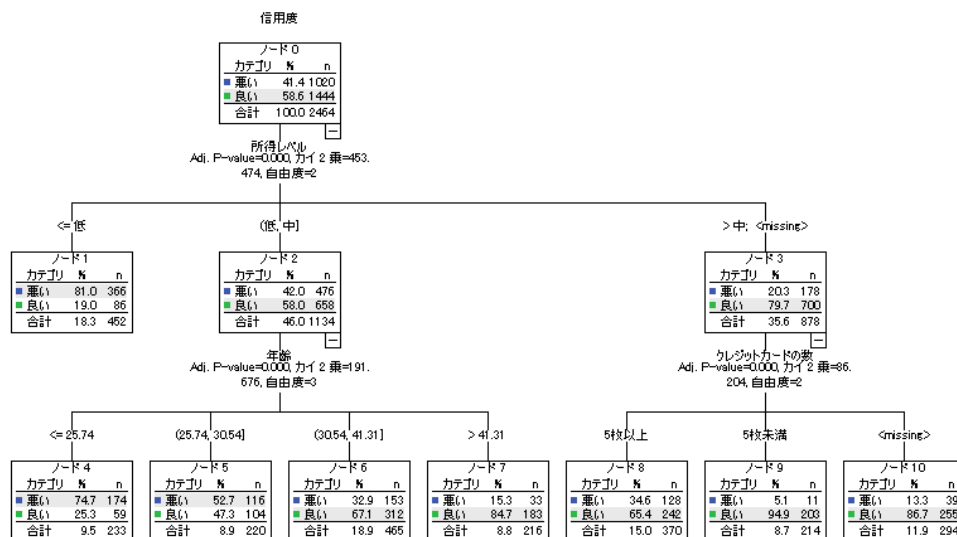 信用度
ノード 0
カテゴリ % n
悪い 41.4 1020
良い 58.6 1444
合計 100.0 2464
所得レベル
Adj. P-value=0.000, カイ 2 乗=453.
474, 自由度=2
<= 低
(低, 中]
> 中; <missing>
ノード 1
カテゴリ % n
悪い 81.0 366
良い 19.0 86
合計 18.3 452
ノード 2
カテゴリ % n
悪い 42.0 476
良い 58.0 658
合計 46.0 1134
ノード 3
カテゴリ % n
悪い 20.3 178
良い 79.7 700
合計 35.6 878
年齢
Adj. P-value=0.000, カイ 2 乗=191.
676, 自由度=3
クレジットカードの数
Adj. P-value=0.000, カイ 2 乗=86.
204, 自由度=2
<= 25.74
(25.74, 30.54]
(30.54, 41.31]
> 41.31
5枚以上
5枚未満
<missing>
ノード 4
カテゴリ % n
悪い 74.7 174
良い 25.3 59
合計 9.5 233
ノード 5
カテゴリ % n
悪い 52.7 116
良い 47.3 104
合計 8.9 220
ノード 6
カテゴリ % n
悪い 32.9 153
良い 67.1 312
合計 18.9 465
ノード 7
カテゴリ % n
悪い 15.3 33
良い 84.7 183
合計 8.8 216
ノード 8
カテゴリ % n
悪い 34.6 128
良い 65.4 242
合計 15.0 370
ノード 9
カテゴリ % n
悪い 5.1 11
良い 94.9 203
合計 8.7 214
ノード 10
カテゴリ % n
悪い 13.3 39
良い 86.7 255
合計 11.9 294